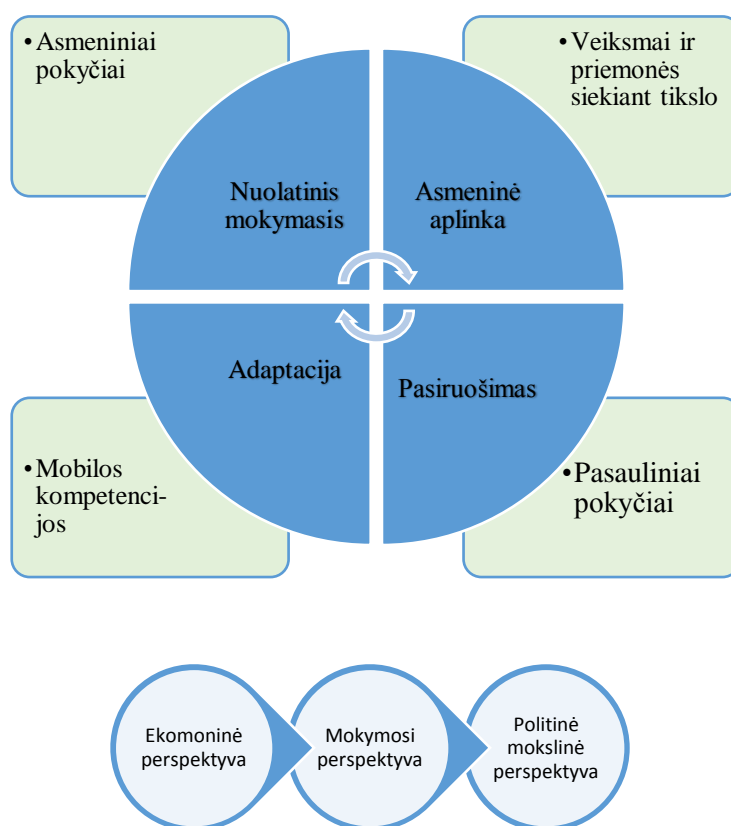 •Asmeniniai
pokyčiai
•Veiksmai ir
priemonės
siekiant tikslo
Nuolatinis
mokymasis
Asmeninė
aplinka
Adaptacija
Pasiruošimas
•Mobilos
kompetenci-
jos
•Pasauliniai
pokyčiai
Ekomoninė
perspektyva
Mokymosi
perspektyva
Politinė
mokslinė
perspektyva